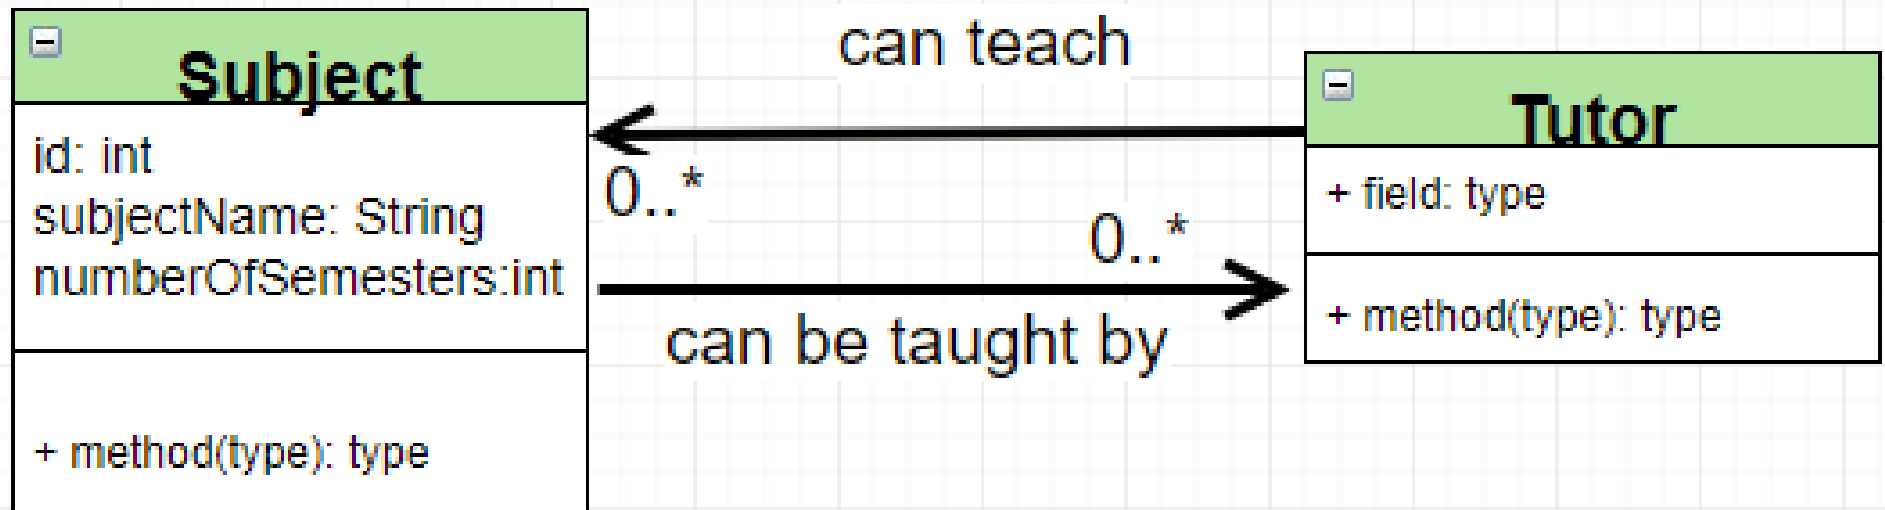 Subject
id: int
subjectName: String
numberOfSemesters:int
+ method(type): type
can teach
0..*
0..*
can be taught by
Tutor
+ field: type
+ method(type): type